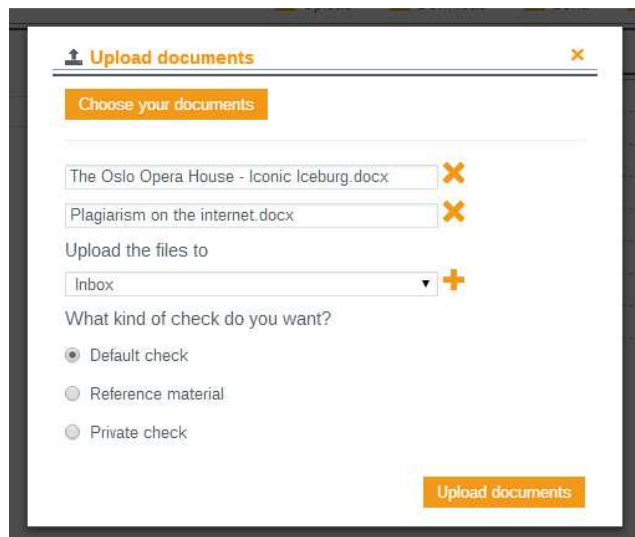 Upload documents
Choose your documents
The Oslo Opera House - Iconic Iceburg.docx
Plagiarism on the internet.docx
Upload the files to
Inbox
What kind of check do you want?
Default check
Reference material
Private check
Upload documents